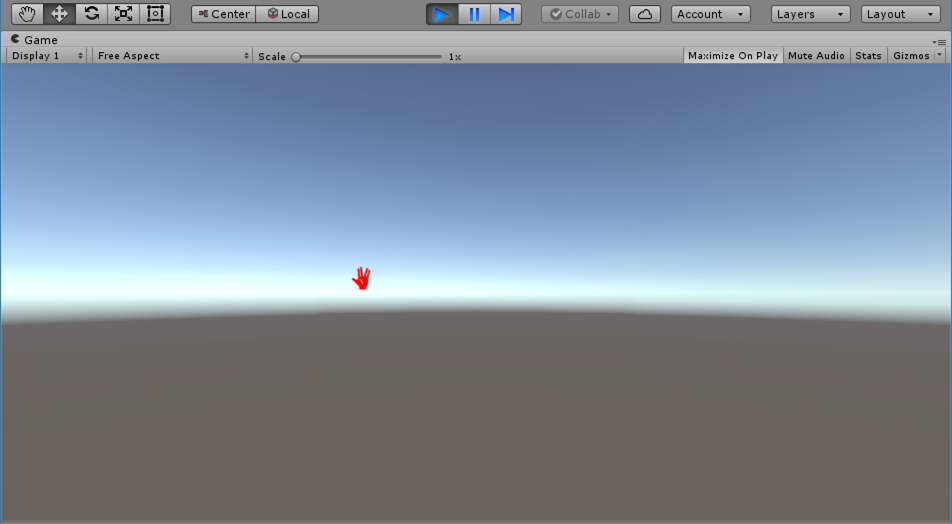 Center Local Collab Account Layers Layout
Game
Display 1 Free Aspect Scale 1x Maximize On Play Mute Audio Stats Gizmos